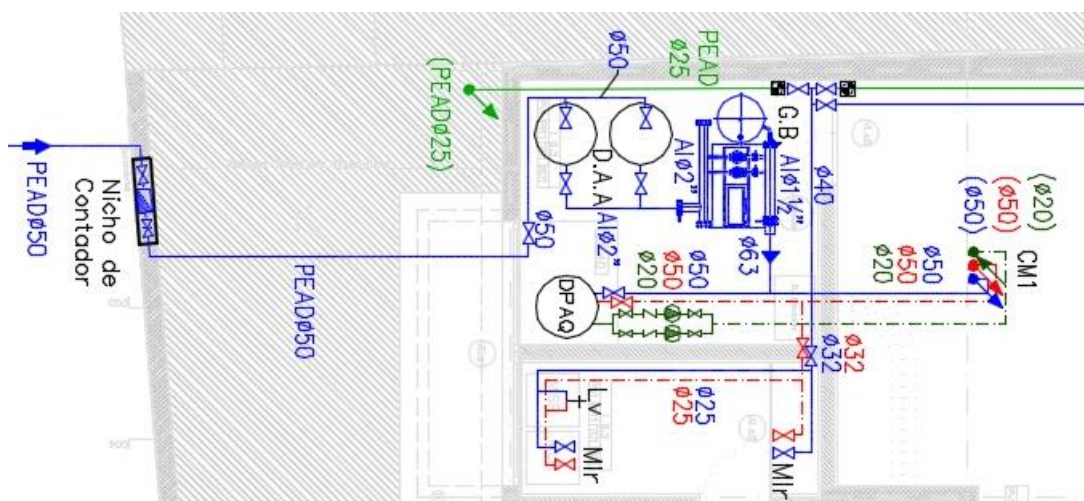 PEADØ50
Nicho de
Contador
PEADØ50
(PEADØ25)
PEAD
Ø25
Ø50
D.A.A
Ø50
AlØ2"
AlØ2"
G.B
AlØ1½"
Ø63
Ø40
Ø50
Ø50
Ø20
DPAQ
(Ø20)
(Ø50)
(Ø50)
CM1
Ø50
Ø50
Ø20
Ø32
Ø32
Ø25
Ø25
Lv
Mlr
Mlr